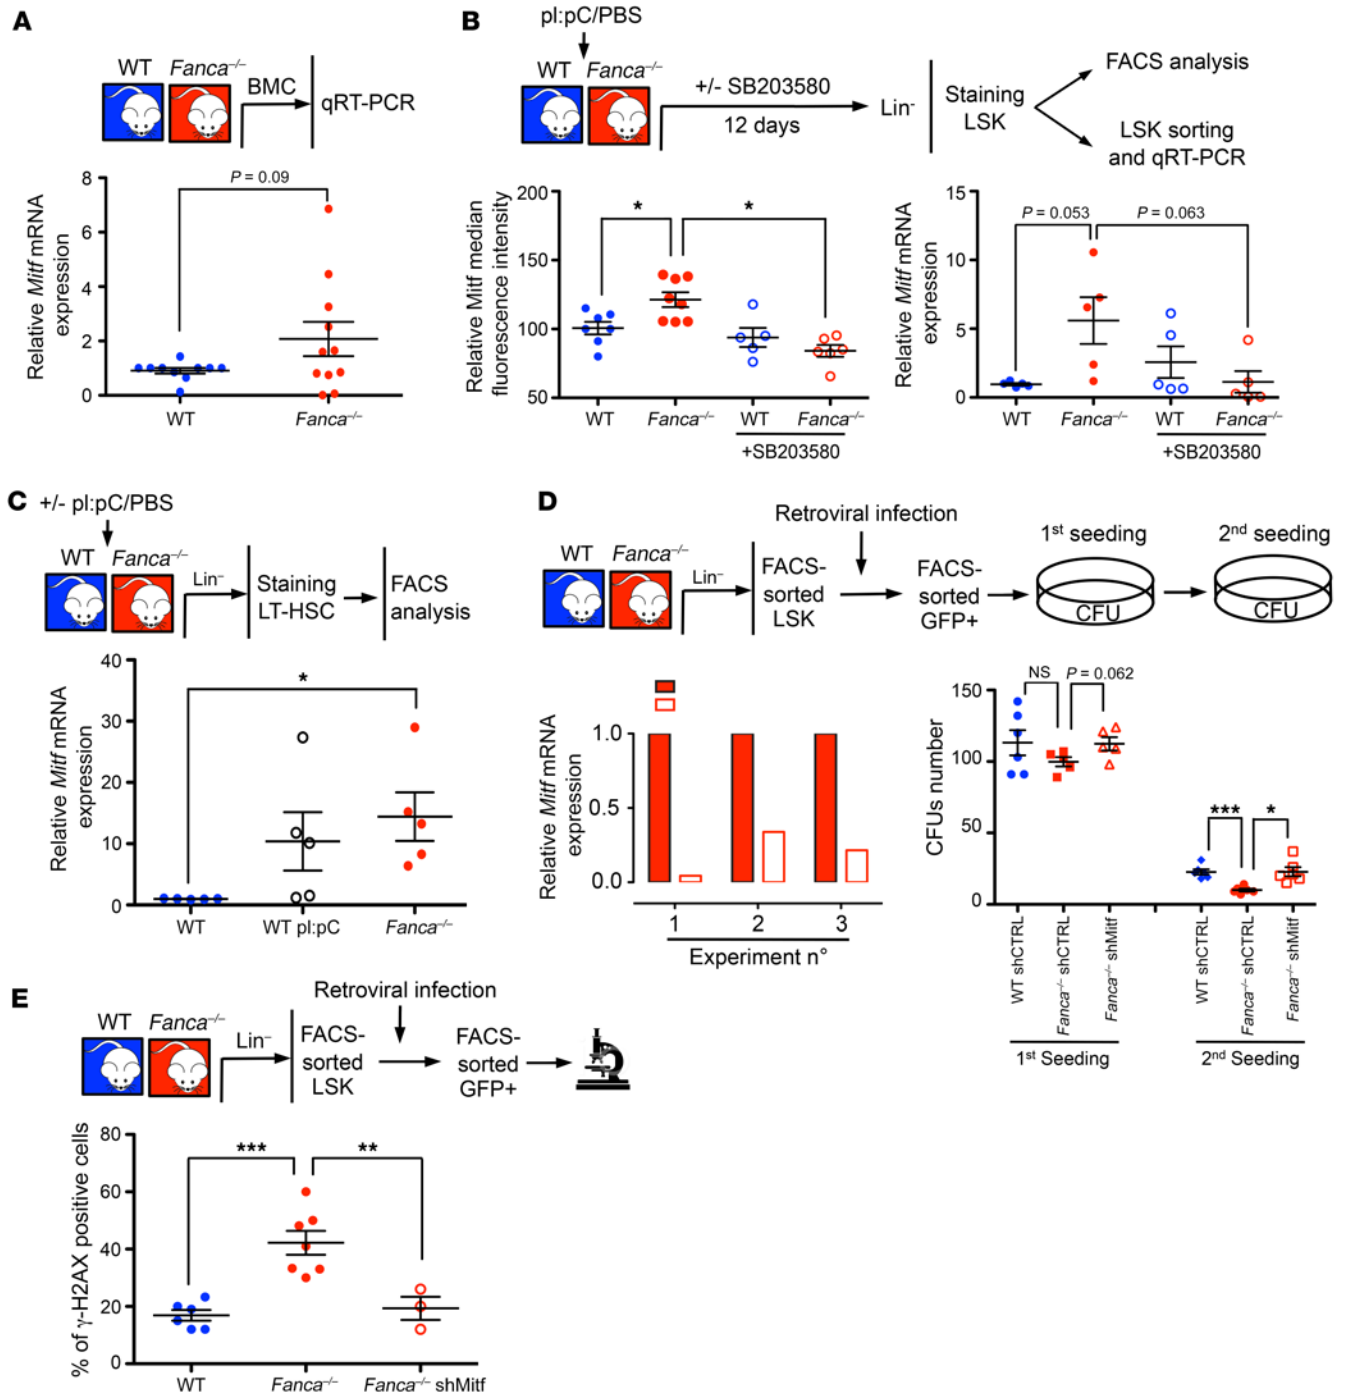 A
WT Fanca–/–
BMC
qRT-PCR
P = 0.09
Relative Mitf mRNA
expression
8
6
4
2
0
WT Fanca–/–
B
pI:pC/PBS
WT Fanca–/–
+/- SB203580
12 days
Lin-
Staining
LSK
FACS analysis
LSK sorting
and qRT-PCR
Relative Mitf median
fluorescence intensity
200
150
100
50
* *
WT Fanca–/– WT Fanca–/–
+SB203580
Relative Mitf mRNA
expression
15
10
5
0
P = 0.053 P = 0.063
WT Fanca–/– WT Fanca–/–
+SB203580
C
+/- pI:pC/PBS
WT Fanca–/–
Lin–
Staining
LT-HSC
FACS
analysis
Relative Mitf mRNA
expression
40
30
20
10
0
*
WT WT pI:pC Fanca–/–
D
Retroviral infection
WT Fanca–/–
Lin–
FACS-
sorted
LSK
FACS-
sorted
GFP+
1st seeding
CFU
2nd seeding
CFU
Relative Mitf mRNA
expression
1.0
0.5
0.0
1 2 3
Experiment n°
CFUs number
150
100
50
0
NS P = 0.062
*** *
WT shCTRL
Fanca–/– shCTRL
Fanca–/– shMitf
WT shCTRL
Fanca–/– shCTRL
Fanca–/– shMitf
1st Seeding 2nd Seeding
E
Retroviral infection
WT Fanca–/–
Lin–
FACS-
sorted
LSK
FACS-
sorted
GFP+
% of γ-H2AX positive cells
80
60
40
20
0
*** **
WT Fanca–/– Fanca–/– shMitf